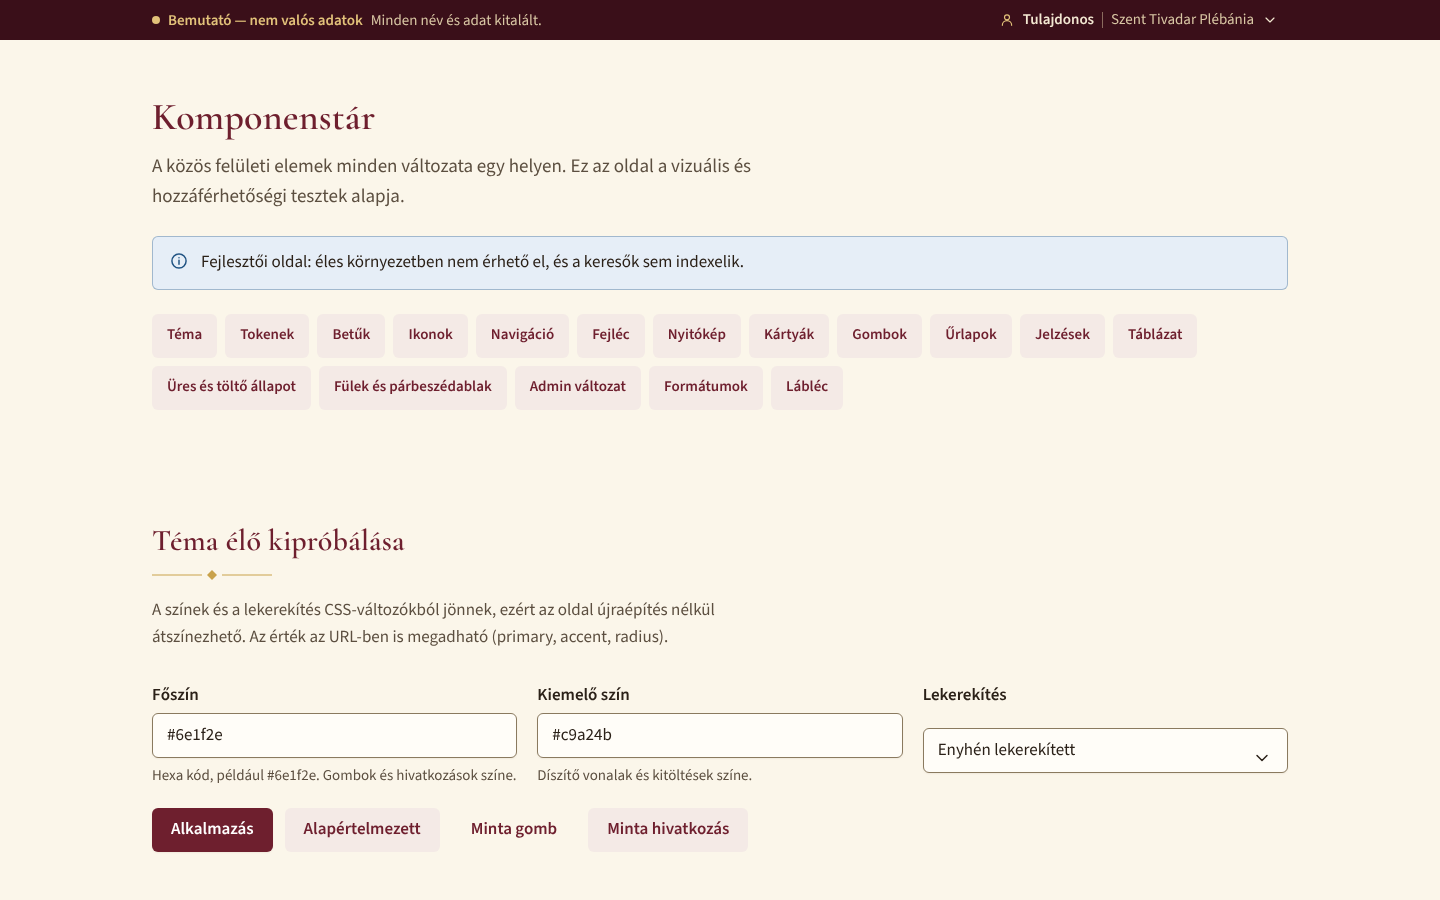 Bemutató — nem valós adatok Minden név és adat kitalált.
Tulajdonos Szent Tivadar Plébánia
Komponenstár
A közös felületi elemek minden változata egy helyen. Ez az oldal a vizuális és
hozzáférhetőségi tesztek alapja.
Fejlesztői oldal: éles környezetben nem érhető el, és a keresők sem indexelik.
Téma Tokenek Betűk Ikonok Navigáció Fejléc Nyitókép Kártyák Gombok Űrlapok Jelzések Táblázat
Üres és töltő állapot Fülek és párbeszédablak Admin változat Formátumok Lábléc
Téma élő kipróbálása
A színek és a lekerekítés CSS-változókból jönnek, ezért az oldal újraépítés nélkül
átszínezhető. Az érték az URL-ben is megadható (primary, accent, radius).
Főszín Kiemelő szín Lekerekítés
#6e1f2e #c9a24b Enyhén lekerekített
Hexa kód, például #6e1f2e. Gombok és hivatkozások színe. Díszítő vonalak és kitöltések színe.
Alkalmazás Alapértelmezett Minta gomb Minta hivatkozás